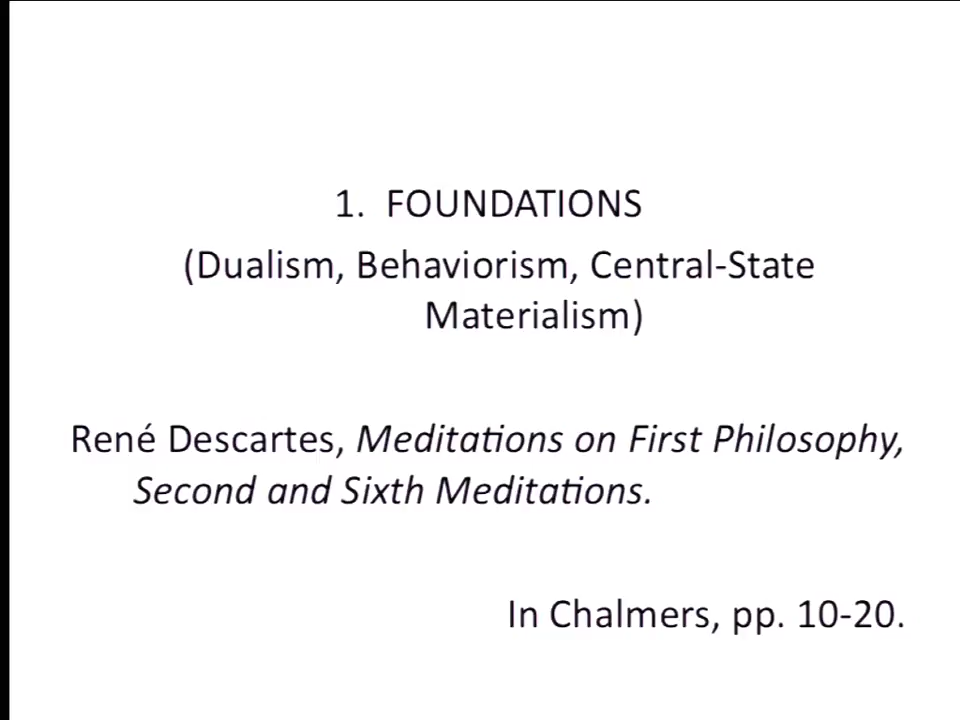 1. FOUNDATIONS
(Dualism, Behaviorism, Central-State
Materialism)
René Descartes, Meditations on First Philosophy,
Second and Sixth Meditations.
In Chalmers, pp. 10-20.